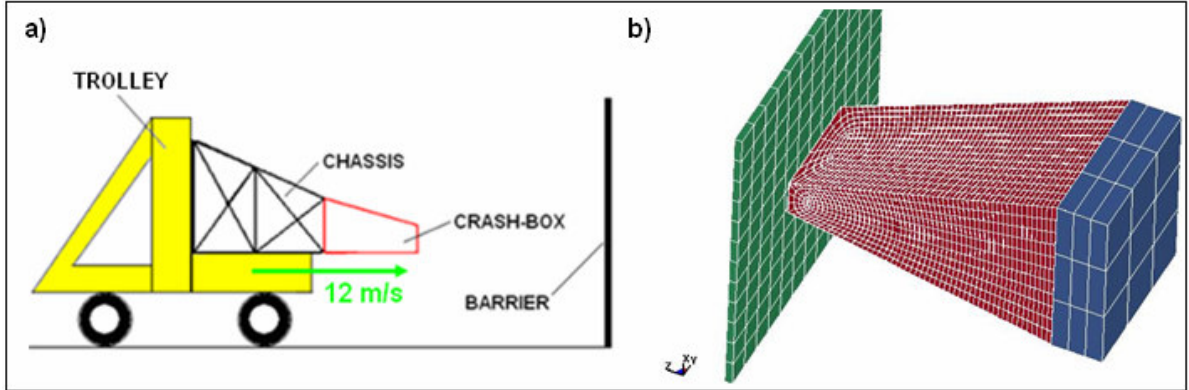 a)
TROLLEY
CHASSIS
CRASH-BOX
12 m/s
BARRIER
b)
Z X Y